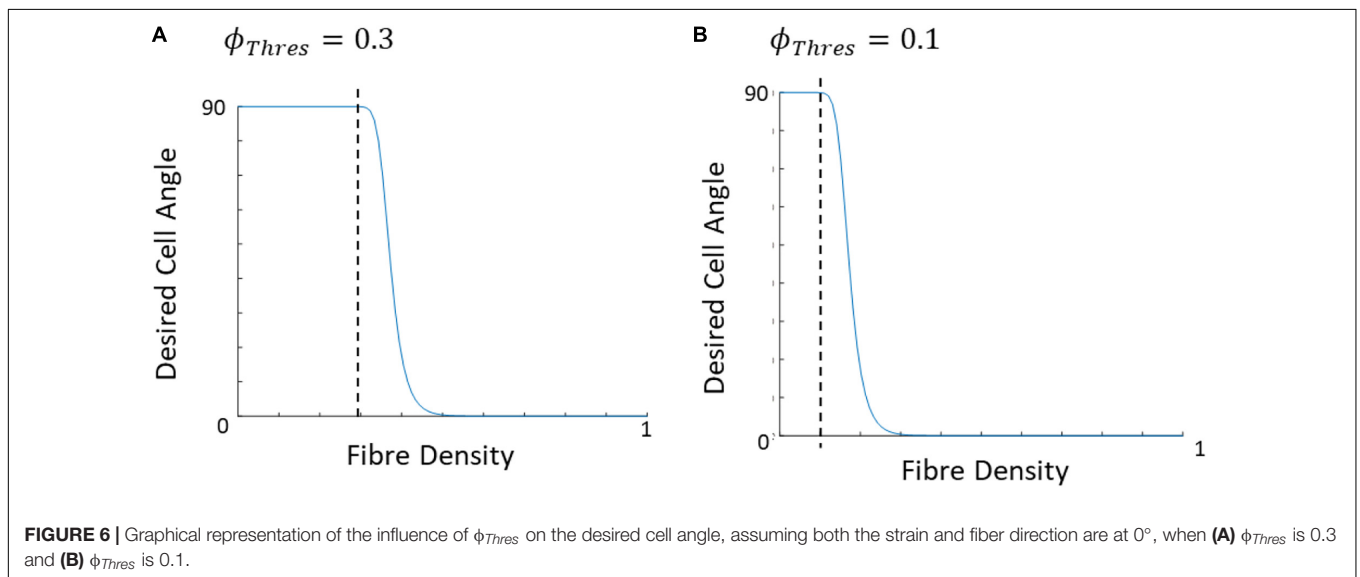 A
ϕ_Thres = 0.3
90
Desired Cell Angle
0
1
Fibre Density
B
ϕ_Thres = 0.1
90
Desired Cell Angle
0
1
Fibre Density
FIGURE 6 | Graphical representation of the influence of ϕ_Thres on the desired cell angle, assuming both the strain and fiber direction are at 0°, when (A) ϕ_Thres is 0.3
and (B) ϕ_Thres is 0.1.